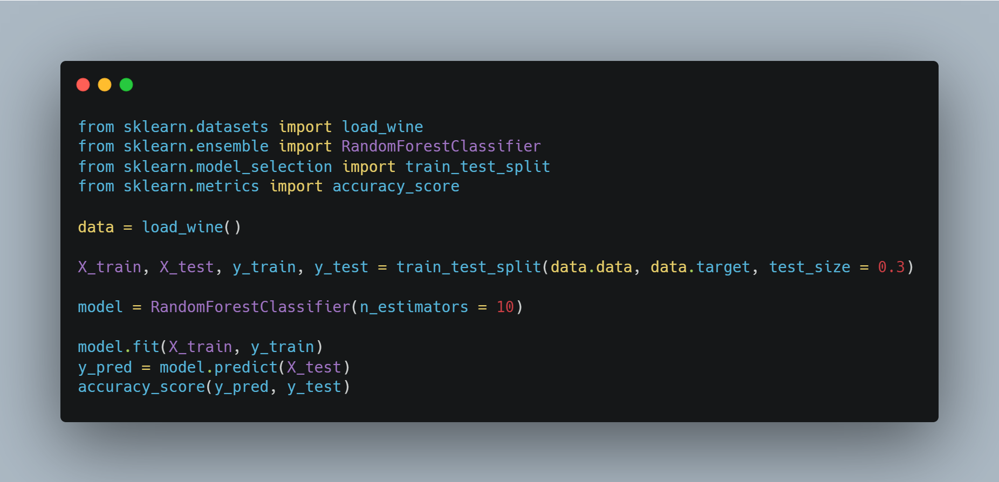 from sklearn.datasets import load_wine
from sklearn.ensemble import RandomForestClassifier
from sklearn.model_selection import train_test_split
from sklearn.metrics import accuracy_score
data = load_wine()
X_train, X_test, y_train, y_test = train_test_split(data.data, data.target, test_size = 0.3)
model = RandomForestClassifier(n_estimators = 10)
model.fit(X_train, y_train)
y_pred = model.predict(X_test)
accuracy_score(y_pred, y_test)